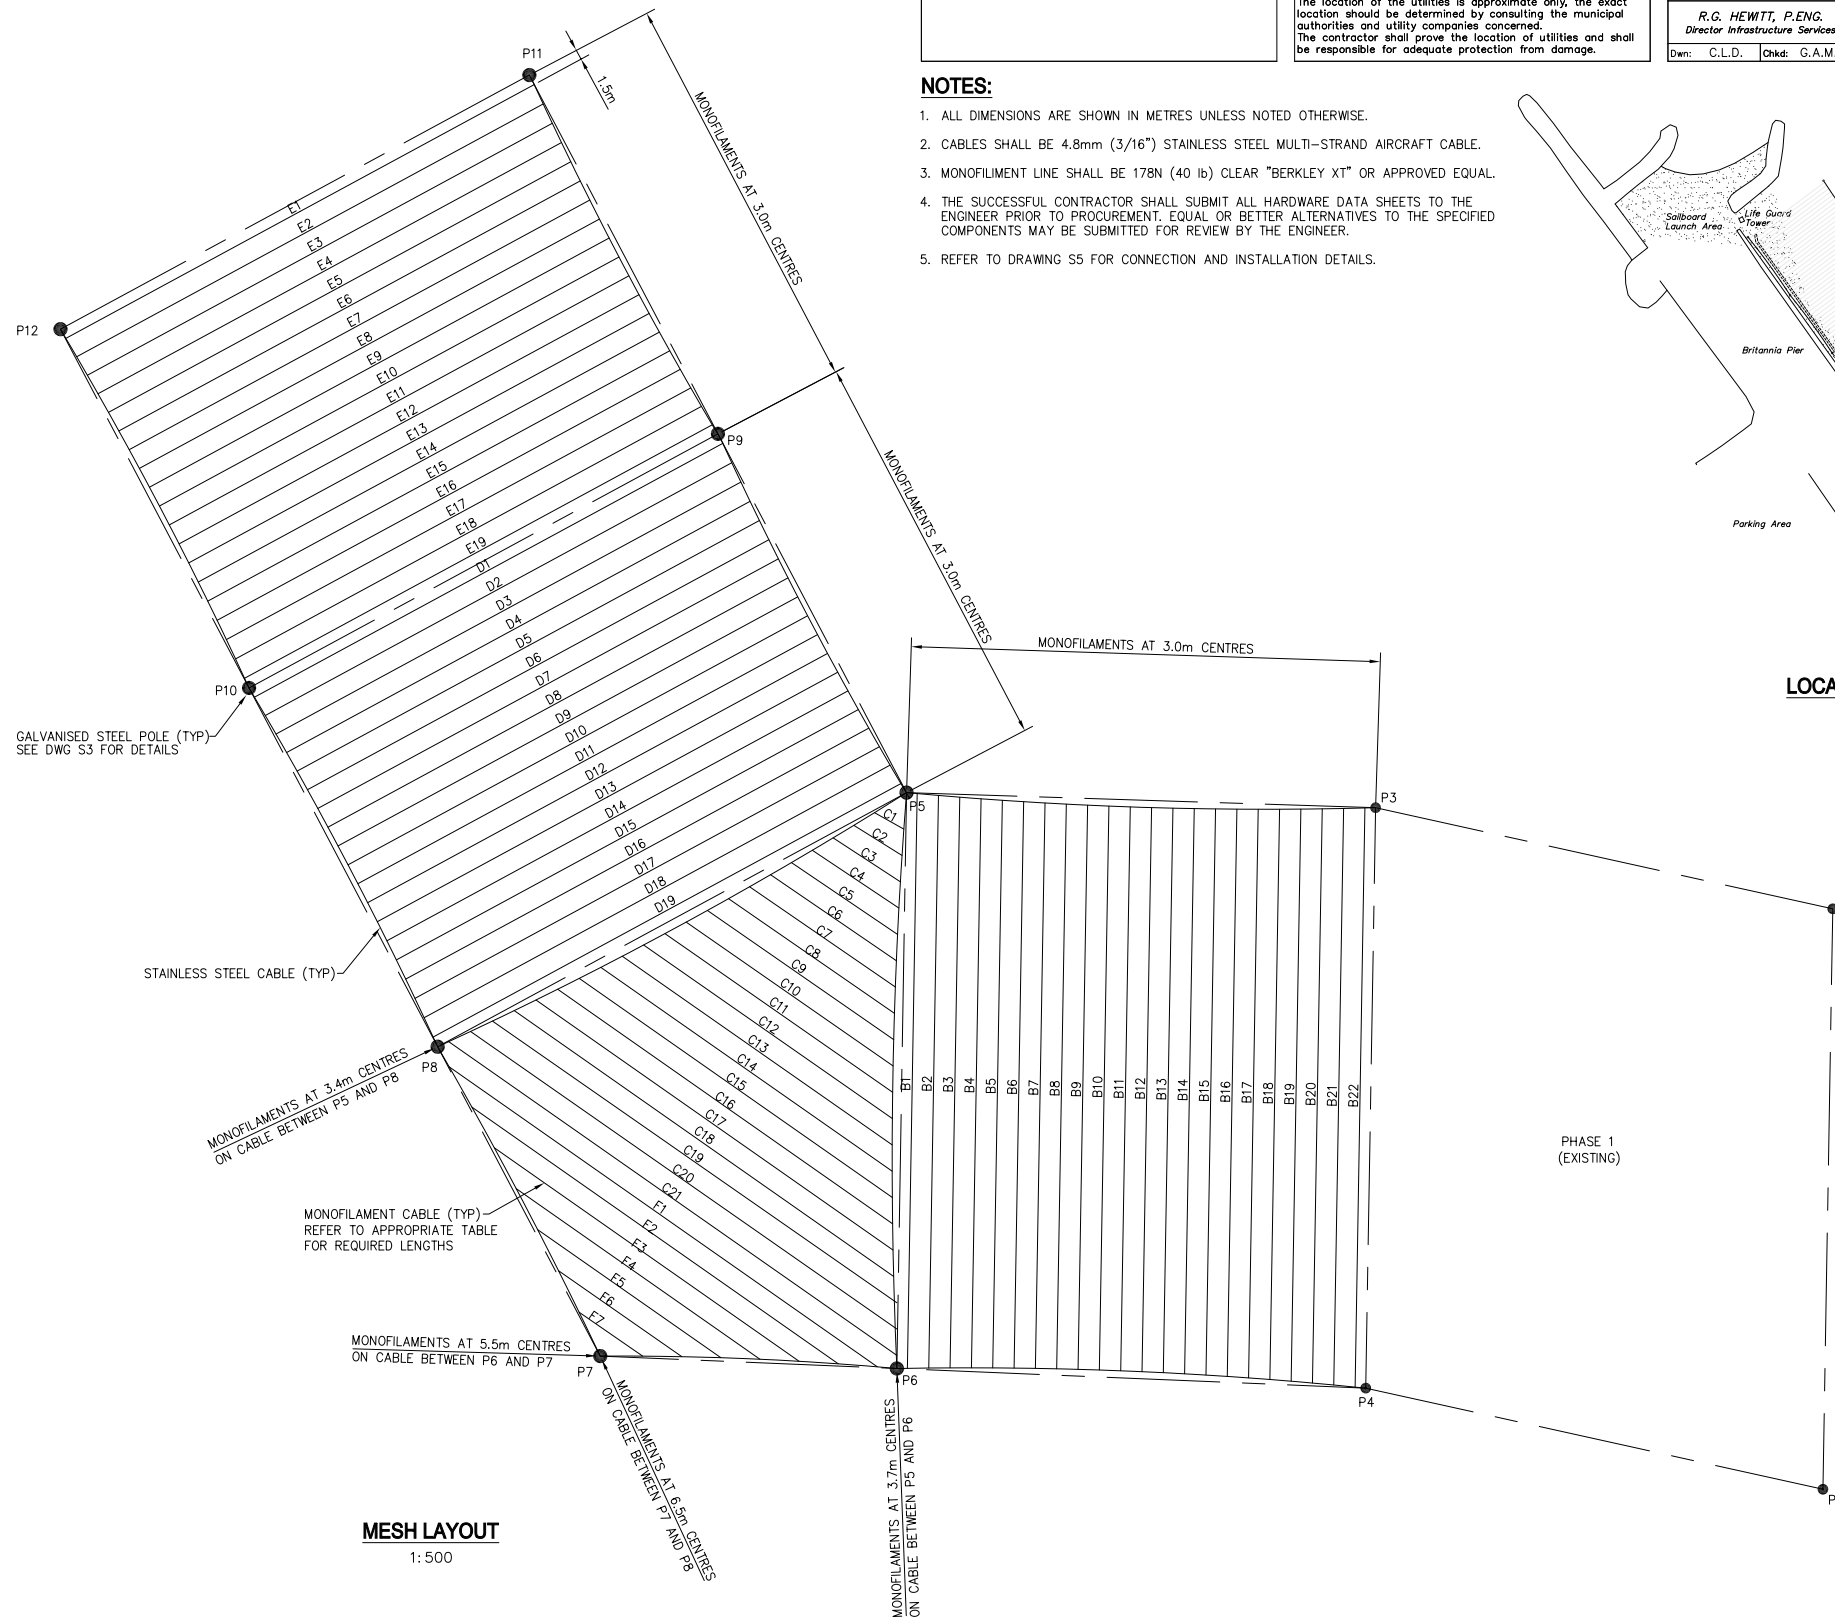 The location of the utilities is approximate only, the exact
location should be determined by consulting the municipal
authorities and utility companies concerned.
The contractor shall prove the location of utilities and shall
be responsible for adequate protection from damage.
R.G. HEWITT, P.ENG.
Director Infrastructure Services
Dwn: C.L.D. Chkd: G.A.M.
NOTES:
1. ALL DIMENSIONS ARE SHOWN IN METRES UNLESS NOTED OTHERWISE.
2. CABLES SHALL BE 4.8mm (3/16") STAINLESS STEEL MULTI-STRAND AIRCRAFT CABLE.
3. MONOFILIMENT LINE SHALL BE 178N (40 lb) CLEAR "BERKLEY XT" OR APPROVED EQUAL.
4. THE SUCCESSFUL CONTRACTOR SHALL SUBMIT ALL HARDWARE DATA SHEETS TO THE
ENGINEER PRIOR TO PROCUREMENT. EQUAL OR BETTER ALTERNATIVES TO THE SPECIFIED
COMPONENTS MAY BE SUBMITTED FOR REVIEW BY THE ENGINEER.
5. REFER TO DRAWING S5 FOR CONNECTION AND INSTALLATION DETAILS.
Sailboard
Launch Area
Life Guard
Tower
Britannia Pier
Parking Area
LOCA
P11
1.5m
MONOFILAMENTS AT 3.0m CENTRES
P12
E1
E2
E3
E4
E5
E6
E7
E8
E9
E10
E11
E12
E13
E14
E15
E16
E17
E18
E19
P9
MONOFILAMENTS AT 3.0m CENTRES
D1
D2
D3
D4
D5
D6
D7
D8
D9
D10
D11
D12
D13
D14
D15
D16
D17
D18
D19
P10
GALVANISED STEEL POLE (TYP)
SEE DWG S3 FOR DETAILS
STAINLESS STEEL CABLE (TYP)
MONOFILAMENTS AT 3.0m CENTRES
P5
P3
C1
C2
C3
C4
C5
C6
C7
C8
C9
C10
C11
C12
C13
C14
C15
C16
C17
C18
C19
C20
C21
F1
F2
F3
F4
F5
F6
F7
B1
B2
B3
B4
B5
B6
B7
B8
B9
B10
B11
B12
B13
B14
B15
B16
B17
B18
B19
B20
B21
B22
PHASE 1
(EXISTING)
P8
MONOFILAMENTS AT 3.4m CENTRES
ON CABLE BETWEEN P5 AND P8
MONOFILAMENT CABLE (TYP)
REFER TO APPROPRIATE TABLE
FOR REQUIRED LENGTHS
MONOFILAMENTS AT 5.5m CENTRES
ON CABLE BETWEEN P6 AND P7
P7
P6
P4
P
MONOFILAMENTS AT 6.5m CENTRES
ON CABLE BETWEEN P7 AND P8
MONOFILAMENTS AT 3.7m CENTRES
ON CABLE BETWEEN P5 AND P6
MESH LAYOUT
1:500